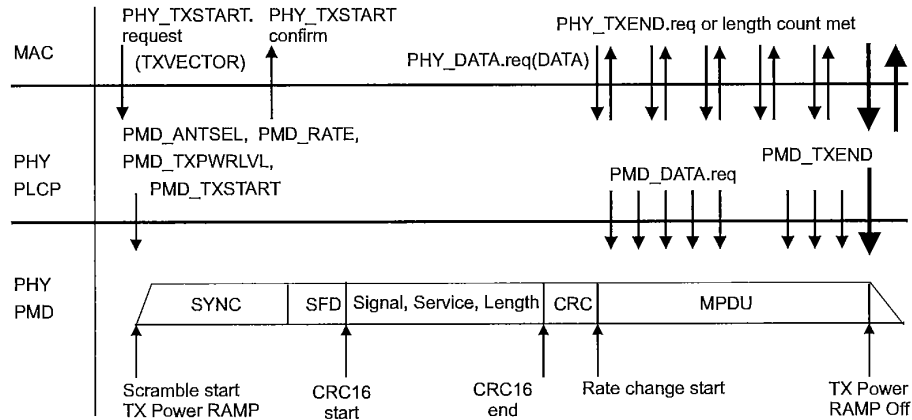 PHY_TXSTART.
request
(TXVECTOR)
PHY_TXSTART
confirm
PHY_TXEND.req or length count met
MAC
PHY_DATA.req(DATA)
PMD_ANTSEL, PMD_RATE,
PMD_TXPWRLVL,
PMD_TXSTART
PHY
PLCP
PMD_TXEND
PMD_DATA.req
PHY
PMD
SYNC
SFD
Signal, Service, Length
CRC
MPDU
Scramble start
TX Power RAMP
CRC16
start
CRC16
end
Rate change start
TX Power
RAMP Off